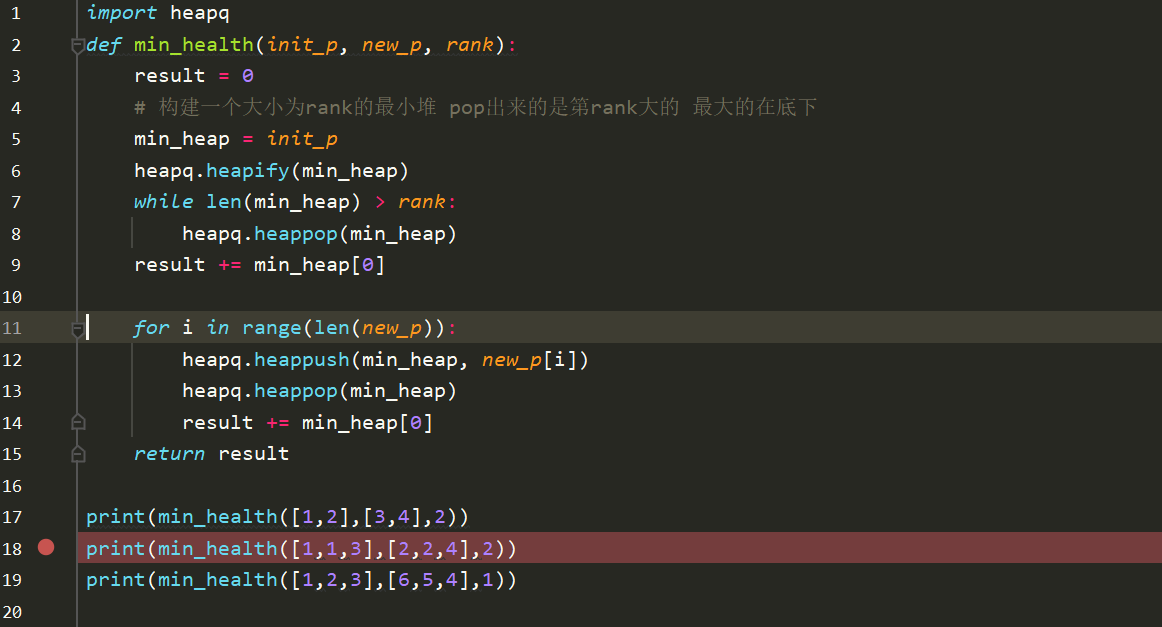 1 import heapq
2 def min_health(init_p, new_p, rank):
3     result = 0
4     # 构建一个大小为rank的最小堆 pop出来的是第rank大的 最大的在底下
5     min_heap = init_p
6     heapq.heapify(min_heap)
7     while len(min_heap) > rank:
8         heapq.heappop(min_heap)
9     result += min_heap[0]
10
11     for i in range(len(new_p)):
12         heapq.heappush(min_heap, new_p[i])
13         heapq.heappop(min_heap)
14         result += min_heap[0]
15     return result
16
17 print(min_health([1,2],[3,4],2))
18 print(min_health([1,1,3],[2,2,4],2))
19 print(min_health([1,2,3],[6,5,4],1))
20